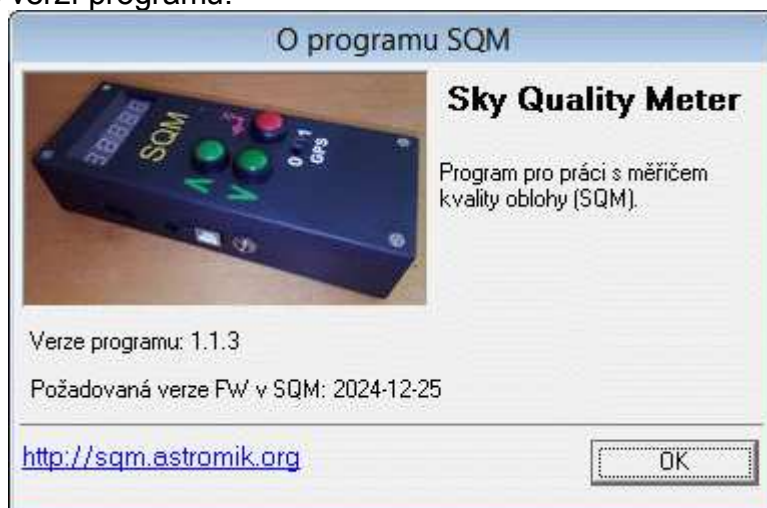 verzi programu.
O programu SQM
SQM
0 1
GPS
Sky Quality Meter
Program pro práci s měřičem
kvality oblohy (SQM).
Verze programu: 1.1.3
Požadovaná verze FW v SQM: 2024-12-25
http://sqm.astromik.org
OK